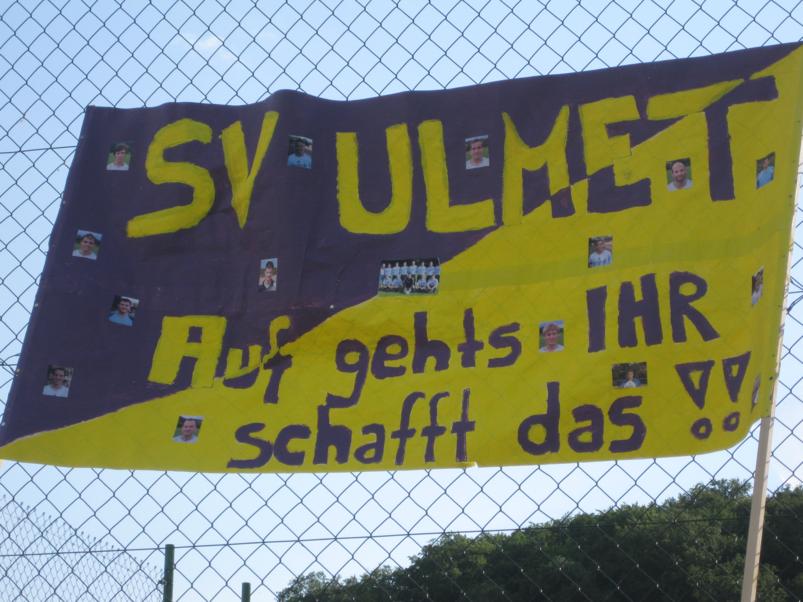 SV ULMET
Auf gehts IHR
schafft das !!